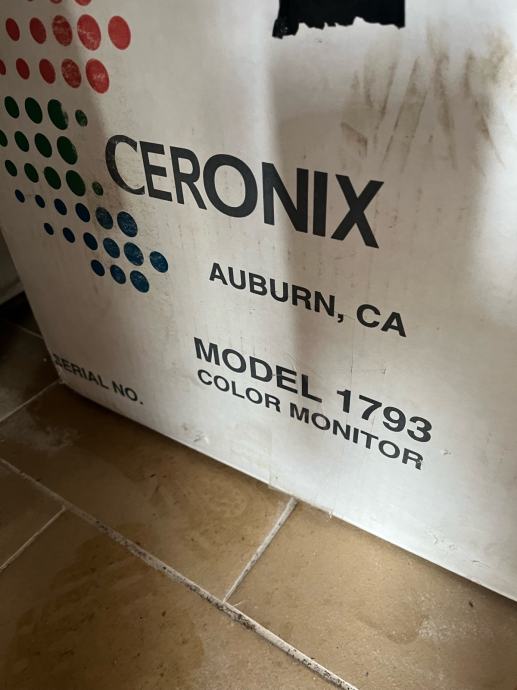 CERONIX
AUBURN, CA
MODEL 1793
COLOR MONITOR
SERIAL NO.